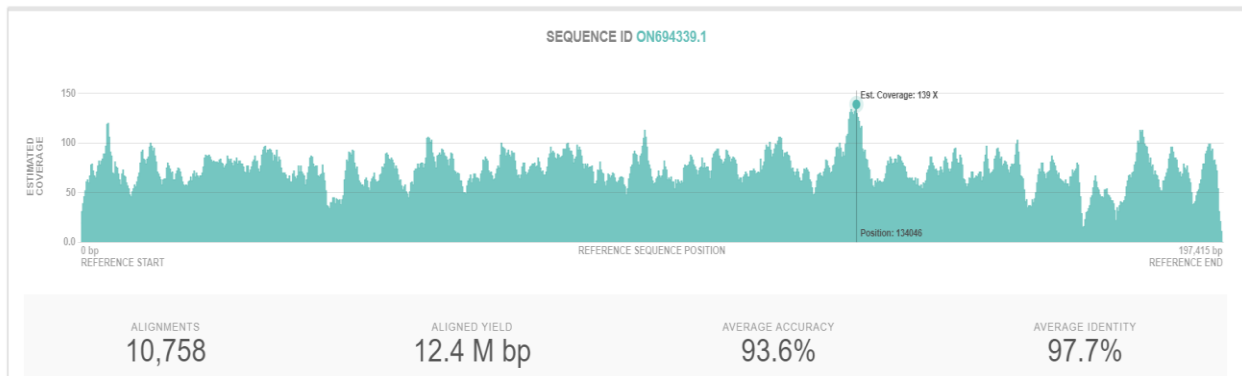 SEQUENCE ID ON694339.1
150
Est. Coverage: 139 X
100
50
0.0
ESTIMATED
COVERAGE
Position: 134046
0 bp
REFERENCE SEQUENCE POSITION
197,415 bp
REFERENCE START
REFERENCE END
ALIGNMENTS
10,758
ALIGNED YIELD
12.4 M bp
AVERAGE ACCURACY
93.6%
AVERAGE IDENTITY
97.7%